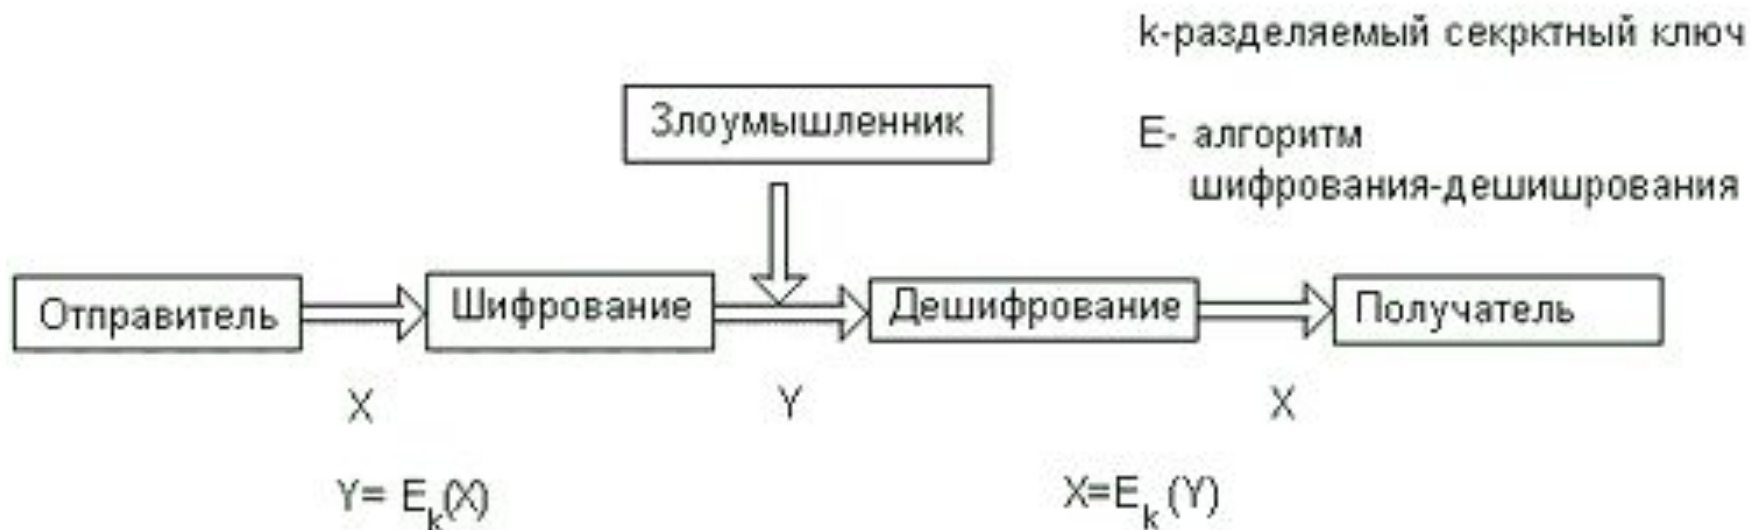 k-разделяемый секрктный ключ
Злоумышленник
E- алгоритм
шифрования-дешишрования
Отправитель
Шифрование
Дешифрование
Получатель
X
Y
X
Y= E_k(X)
X=E_k (Y)